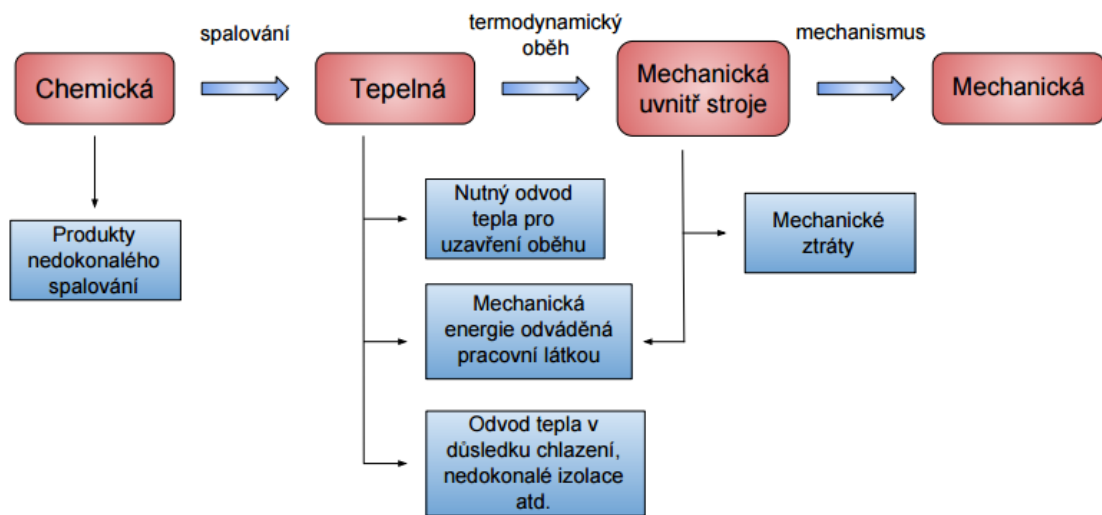 spalování
termodynamický
oběh
mechanismus
Chemická
Tepelná
Mechanická
uvnitř stroje
Mechanická
Produkty
nedokonalého
spalování
Nutný odvod
tepla pro
uzavření oběhu
Mechanické
ztráty
Mechanická
energie odváděná
pracovní látkou
Odvod tepla v
důsledku chlazení,
nedokonalé izolace
atd.